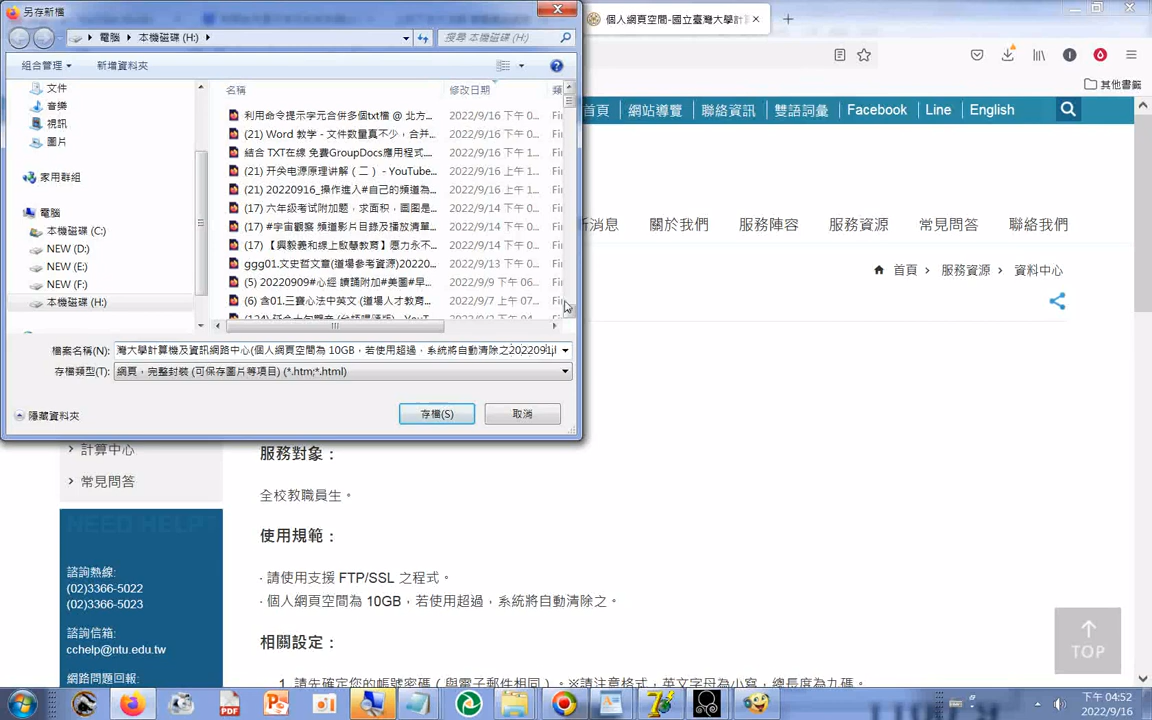 另存新檔
個人網頁空間-國立臺灣大學計
電腦 本機磁碟 (H:)
搜尋 本機磁碟 (H:)
組合管理 新增資料夾
其他書籤
名稱 修改日期
文件
音樂
視訊
圖片
家用群組
電腦
本機磁碟 (C:)
NEW (D:)
NEW (E:)
NEW (F:)
本機磁碟 (H:)
利用命令提示字元合併多個txt檔 @ 北方... 2022/9/16 下午 0...
(21) Word 教学 - 文件数量真不少，合并... 2022/9/16 下午 0...
結合 TXT在線 免費GroupDocs應用程式.... 2022/9/16 下午 1...
(21) 开关电源原理讲解（二） - YouTube... 2022/9/16 上午 1...
(21) 20220916_操作進入#自己的頻道為... 2022/9/16 上午 1...
(17) 六年级考试附加题，求面积，画图是... 2022/9/14 下午 0...
(17) #宇宙觀察 頻道影片目錄及播放清單... 2022/9/14 下午 0...
(17) 【與毅義和線上啟發教育】愿力永不... 2022/9/14 下午 0...
ggg01.文史哲文章(道場參考資源)20220... 2022/9/13 下午 0...
(5) 20220909#心經 讀誦附加#美圖#早... 2022/9/9 下午 06...
(6) 含01.三寶心法中英文 (道場人才教育... 2022/9/7 上午 07...
檔案名稱(N): 灣大學計算機及資訊網路中心(個人網頁空間為 10GB，若使用超過，系統將自動清除之2022091
存檔類型(T): 網頁，完整封裝 (可保存圖片等項目) (*.htm;*.html)
隱藏資料夾
存檔(S) 取消
首頁 網站導覽 聯絡資訊 雙語詞彙 Facebook Line English
新消息 關於我們 服務陣容 服務資源 常見問答 聯絡我們
首頁 服務資源 資料中心
計算中心
常見問答
NEED HELP?
諮詢熱線:
(02)3366-5022
(02)3366-5023
諮詢信箱:
cchelp@ntu.edu.tw
網路問題回報:
服務對象：
全校教職員生。
使用規範：
· 請使用支援 FTP/SSL 之程式。
· 個人網頁空間為 10GB，若使用超過，系統將自動清除之。
相關設定：
1. 請先確定您的帳號密碼（與電子郵件相同）。※請注意格式，英文字母為小寫，總長度為九碼。
TOP
下午 04:52
2022/9/16